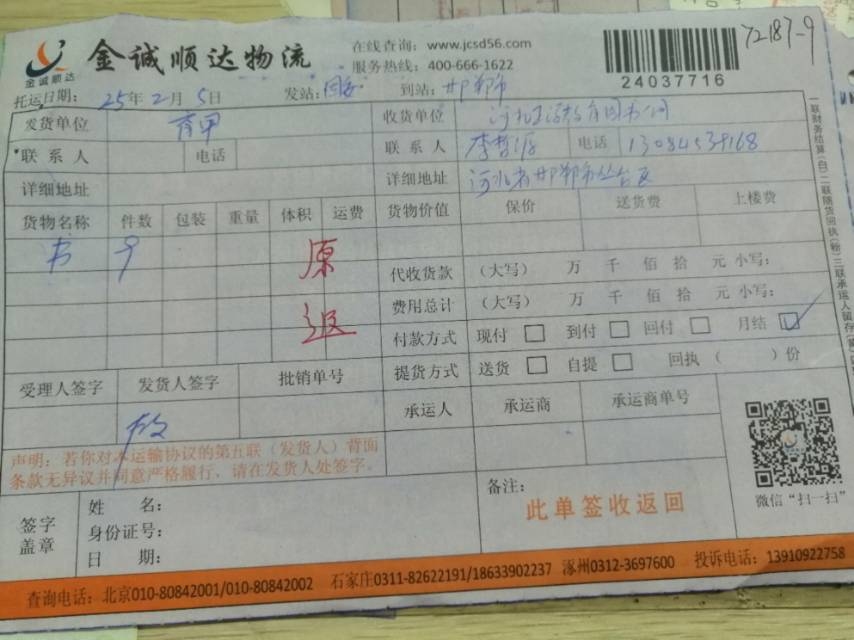 金诚顺达
金诚顺达物流
在线查询：www.jcsd56.com
服务热线：400-666-1622
24037716
72187-9
托运日期： 25年2月5日 发站：固安 到站：邯郸市
发货单位 育甲 收货单位
联系人 电话 联系人 李哲源 电话
详细地址 详细地址 河北省邯郸市丛台区
货物名称 件数 包装 重量 体积 运费 货物价值 保价 送货费 上楼费
书 9 原
代收货款 （大写） 万 千 佰 拾 元 小写：
返
费用总计 （大写） 万 千 佰 拾 元 小写：
付款方式 现付 □ 到付 □ 回付 □ 月结 ☑
提货方式 送货 □ 自提 □ 回执（ ）份
受理人签字 发货人签字 批销单号
承运人 承运商 承运商单号
声明：若你对本运输协议的第五联（发货人）背面
条款无异议并同意严格履行，请在发货人处签字。
微信“扫一扫”
签字
盖章
姓 名：
身份证号：
日 期：
备注：
此单签收返回
查询电话：北京010-80842001/010-80842002 石家庄0311-82622191/18633902237 涿州0312-3697600 投诉电话：13910922758
一联财务结算(白)二联随货回执(粉)三联承运人留存(黄)